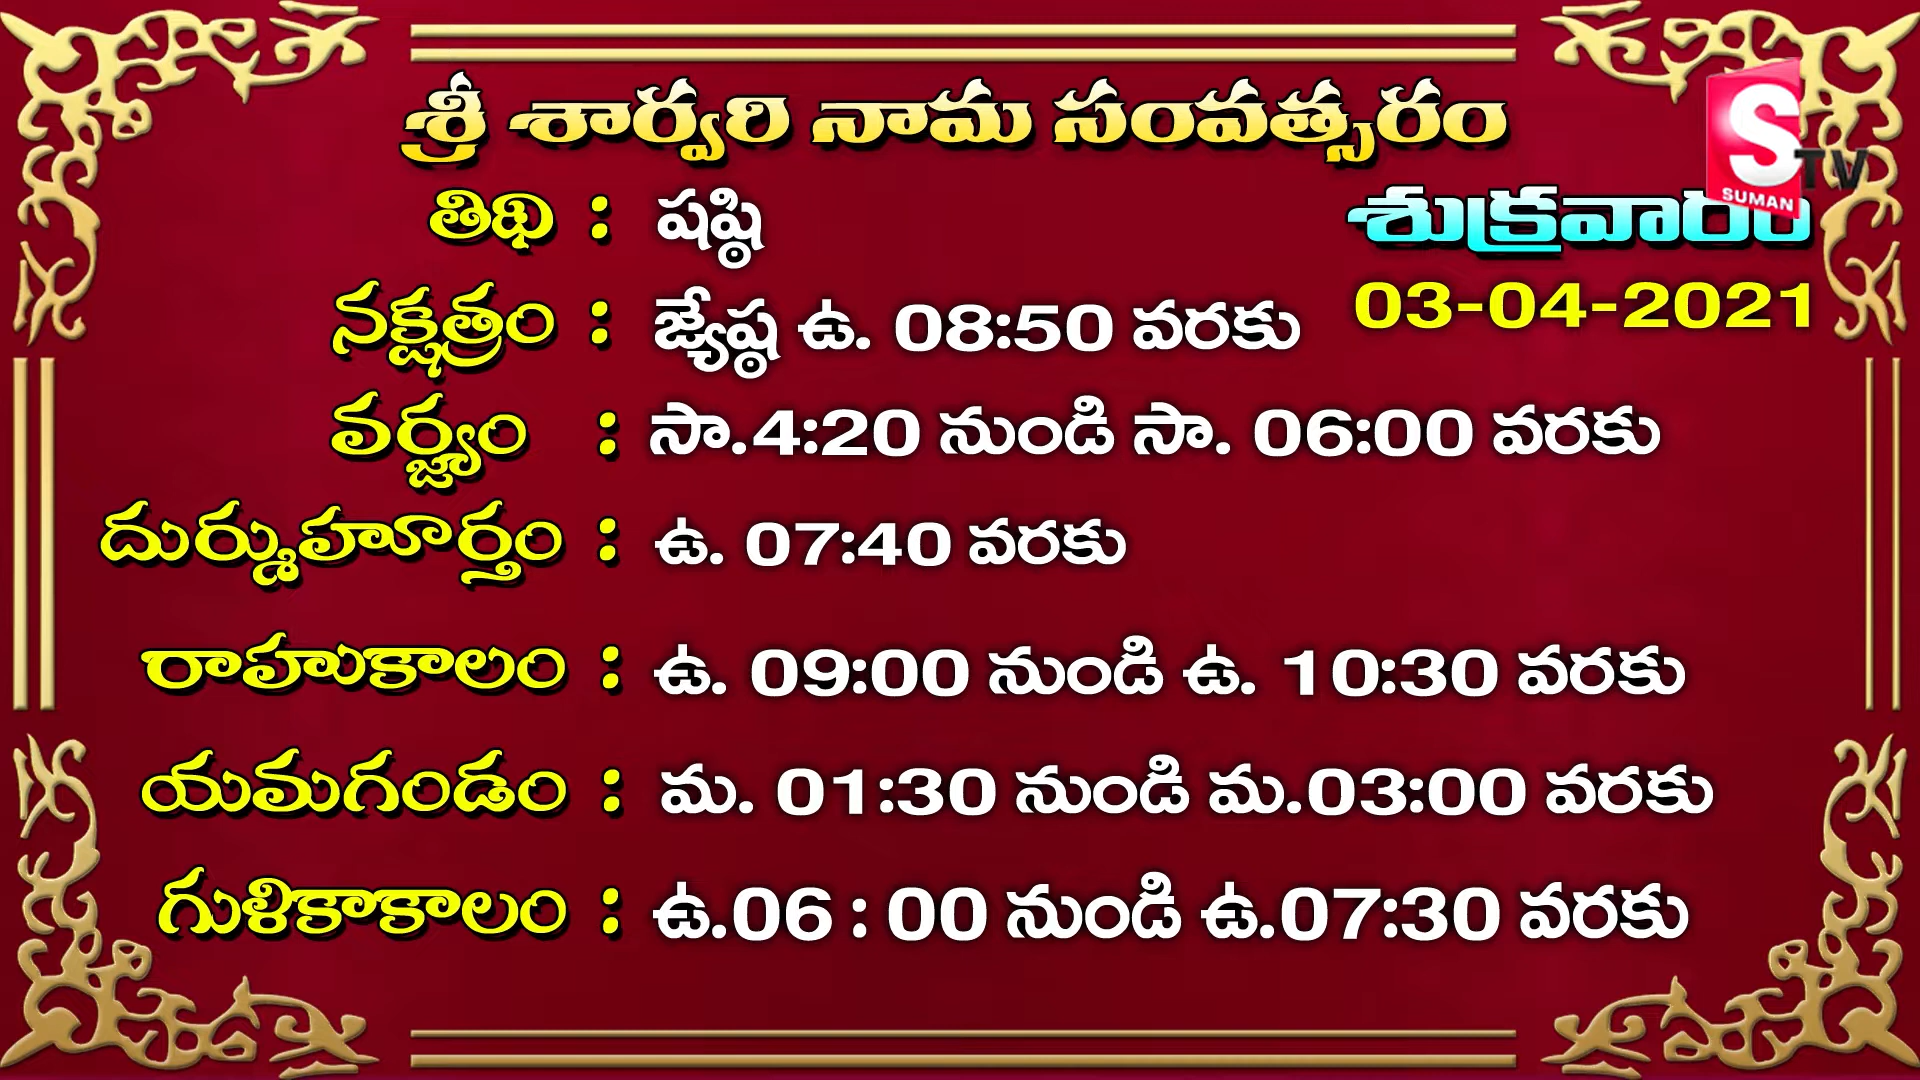 శ్రీ శార్వరి నామ సంవత్సరం
S TV
SUMAN
తిథి : షష్ఠి
శుక్రవారం
03-04-2021
నక్షత్రం : జ్యేష్ఠ ఉ. 08:50 వరకు
వర్జ్యం : సా.4:20 నుండి సా. 06:00 వరకు
దుర్ముహూర్తం : ఉ. 07:40 వరకు
రాహుకాలం : ఉ. 09:00 నుండి ఉ. 10:30 వరకు
యమగండం : మ. 01:30 నుండి మ.03:00 వరకు
గుళికాకాలం : ఉ.06 : 00 నుండి ఉ.07:30 వరకు